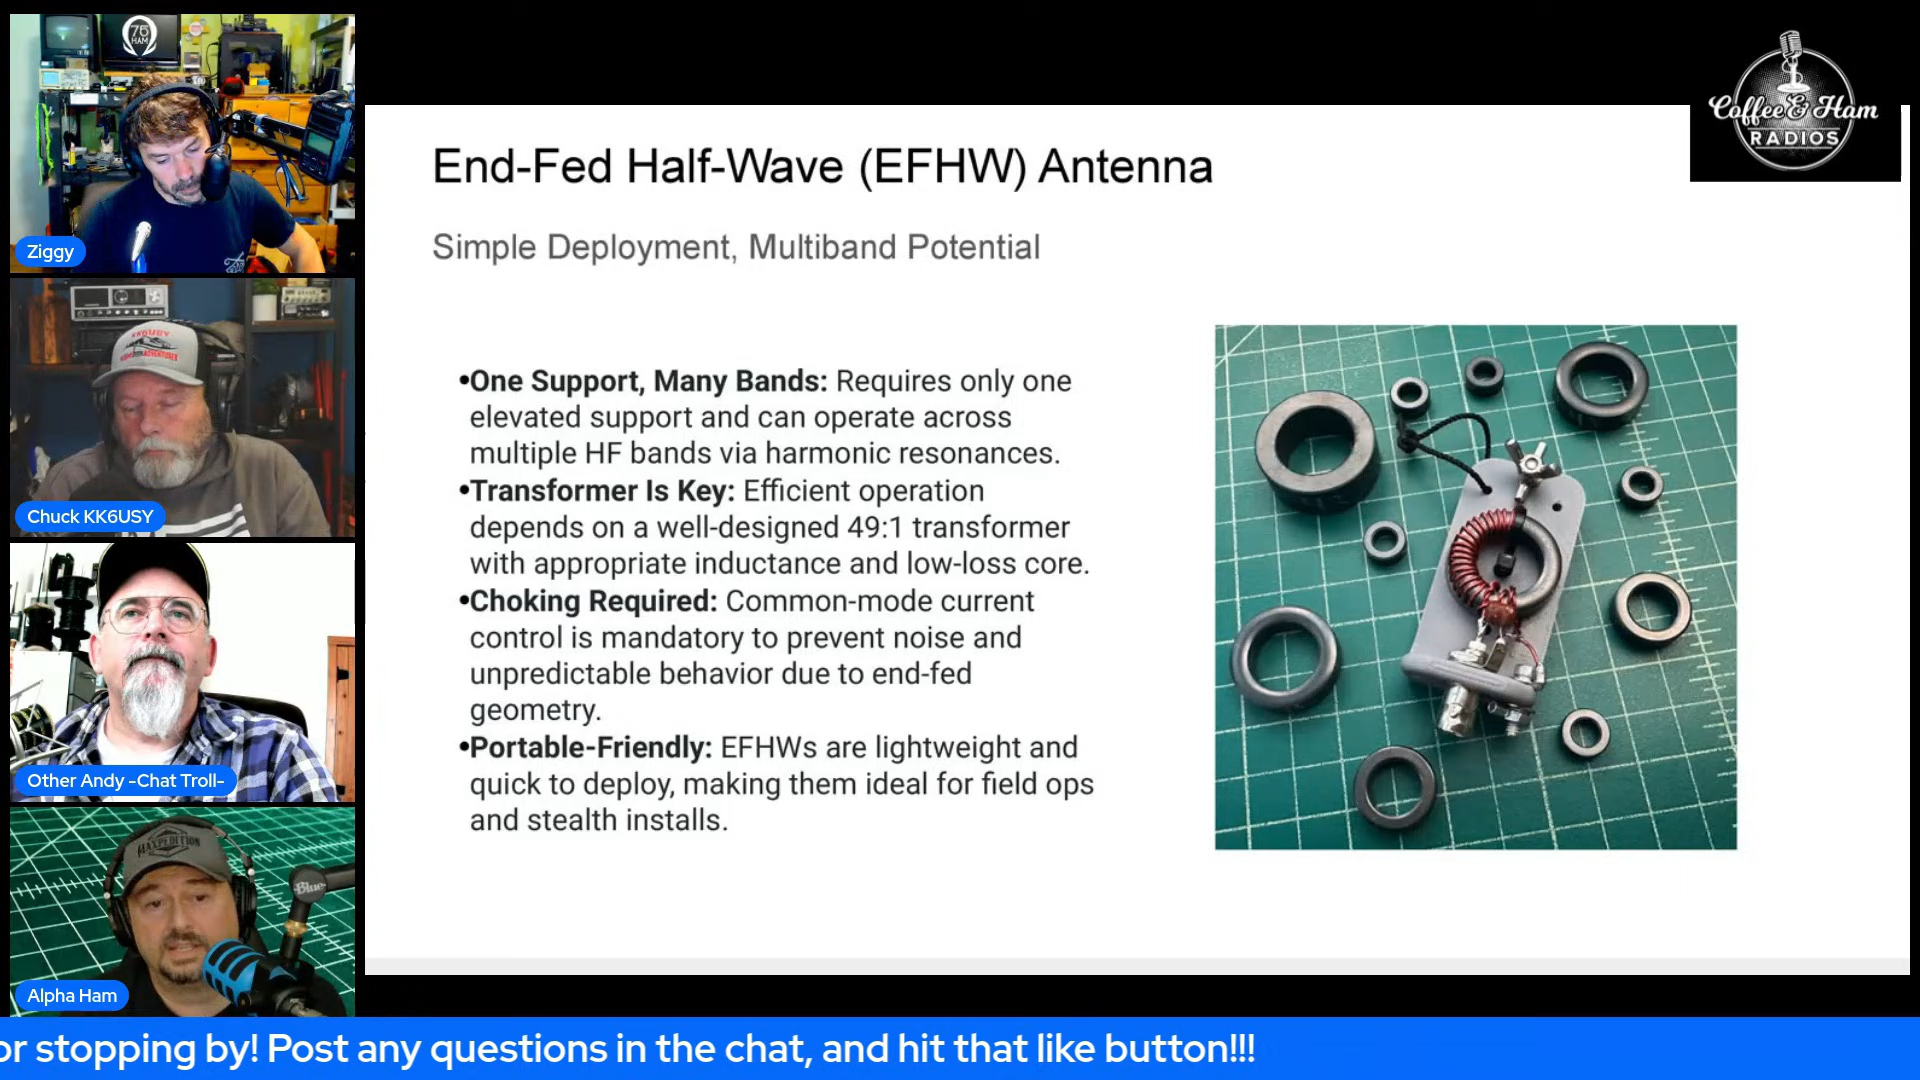 75
HAM
Ziggy
KK6USY
Chuck KK6USY
Other Andy -Chat Troll-
MAXPEDITION
Blue
Alpha Ham
Coffee & Ham
RADIOS
End-Fed Half-Wave (EFHW) Antenna
Simple Deployment, Multiband Potential
•One Support, Many Bands: Requires only one
elevated support and can operate across
multiple HF bands via harmonic resonances.
•Transformer Is Key: Efficient operation
depends on a well-designed 49:1 transformer
with appropriate inductance and low-loss core.
•Choking Required: Common-mode current
control is mandatory to prevent noise and
unpredictable behavior due to end-fed
geometry.
•Portable-Friendly: EFHWs are lightweight and
quick to deploy, making them ideal for field ops
and stealth installs.
or stopping by! Post any questions in the chat, and hit that like button!!!